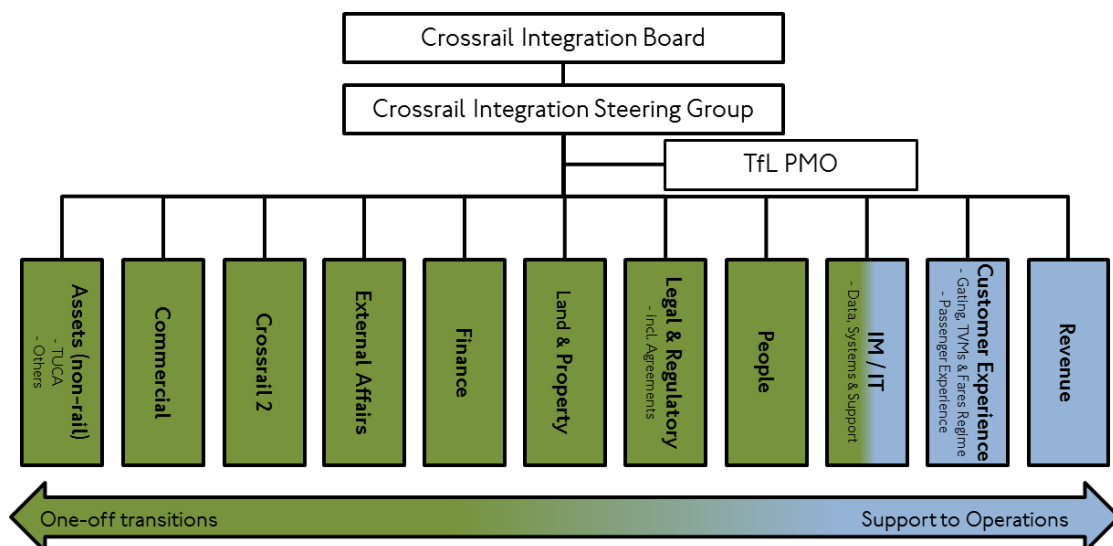 Crossrail Integration Board
Crossrail Integration Steering Group
TfL PMO
Assets (non-rail)
- TUCA
- Others
Commercial
Crossrail 2
External Affairs
Finance
Land & Property
Legal & Regulatory
- Incl. Agreements
People
IM / IT
- Data, Systems & Support
Customer Experience
- Gating, TVMs & Fares Regime
- Passenger Experience
Revenue
One-off transitions
Support to Operations